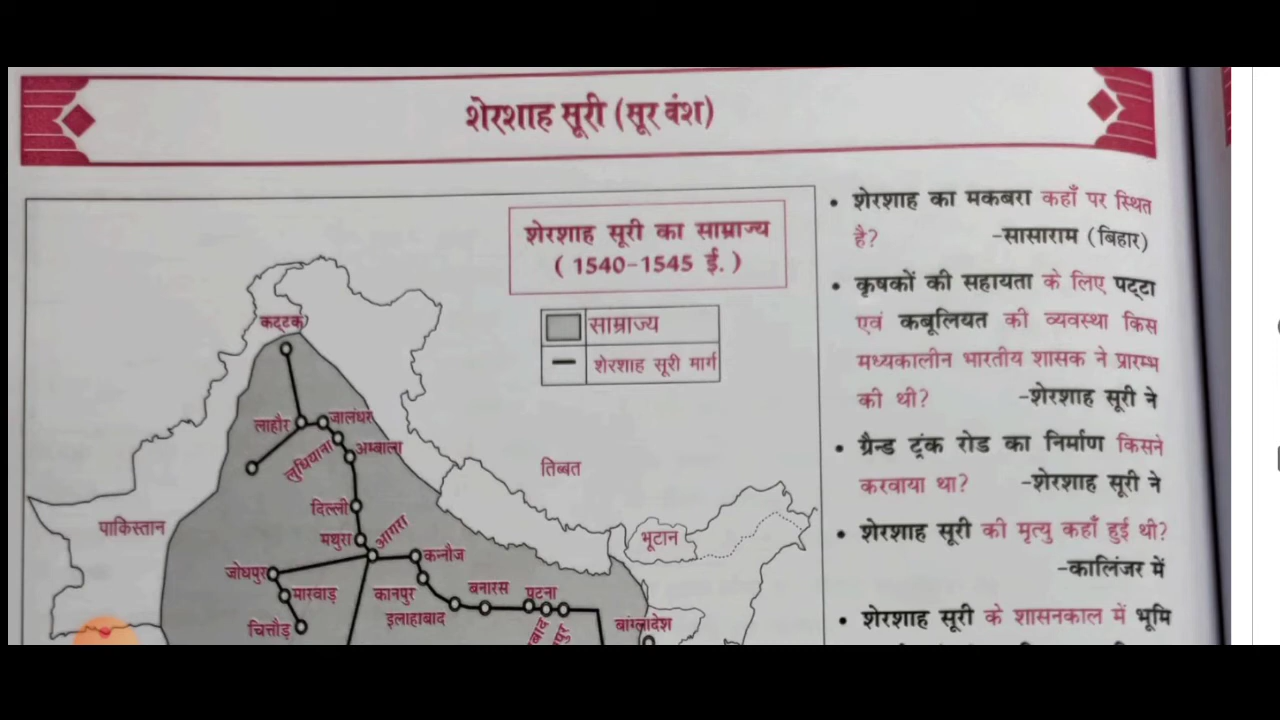 शेरशाह सूरी (सूर वंश)
शेरशाह सूरी का साम्राज्य
( 1540-1545 ई. )
साम्राज्य
शेरशाह सूरी मार्ग
कट्टक
लाहौर
जालंधर
लुधियाना
अम्बाला
दिल्ली
मथुरा
आगरा
कन्नौज
जोधपुर
मारवाड़
चित्तौड़
कानपुर
इलाहाबाद
बनारस
पटना
तिब्बत
पाकिस्तान
भूटान
बांग्लादेश
• शेरशाह का मकबरा कहाँ पर स्थित
है? -सासाराम (बिहार)
• कृषकों की सहायता के लिए पट्टा
एवं कबूलियत की व्यवस्था किस
मध्यकालीन भारतीय शासक ने प्रारम्भ
की थी? -शेरशाह सूरी ने
• ग्रैन्ड ट्रंक रोड का निर्माण किसने
करवाया था? -शेरशाह सूरी ने
• शेरशाह सूरी की मृत्यु कहाँ हुई थी?
-कालिंजर में
• शेरशाह सूरी के शासनकाल में भूमि